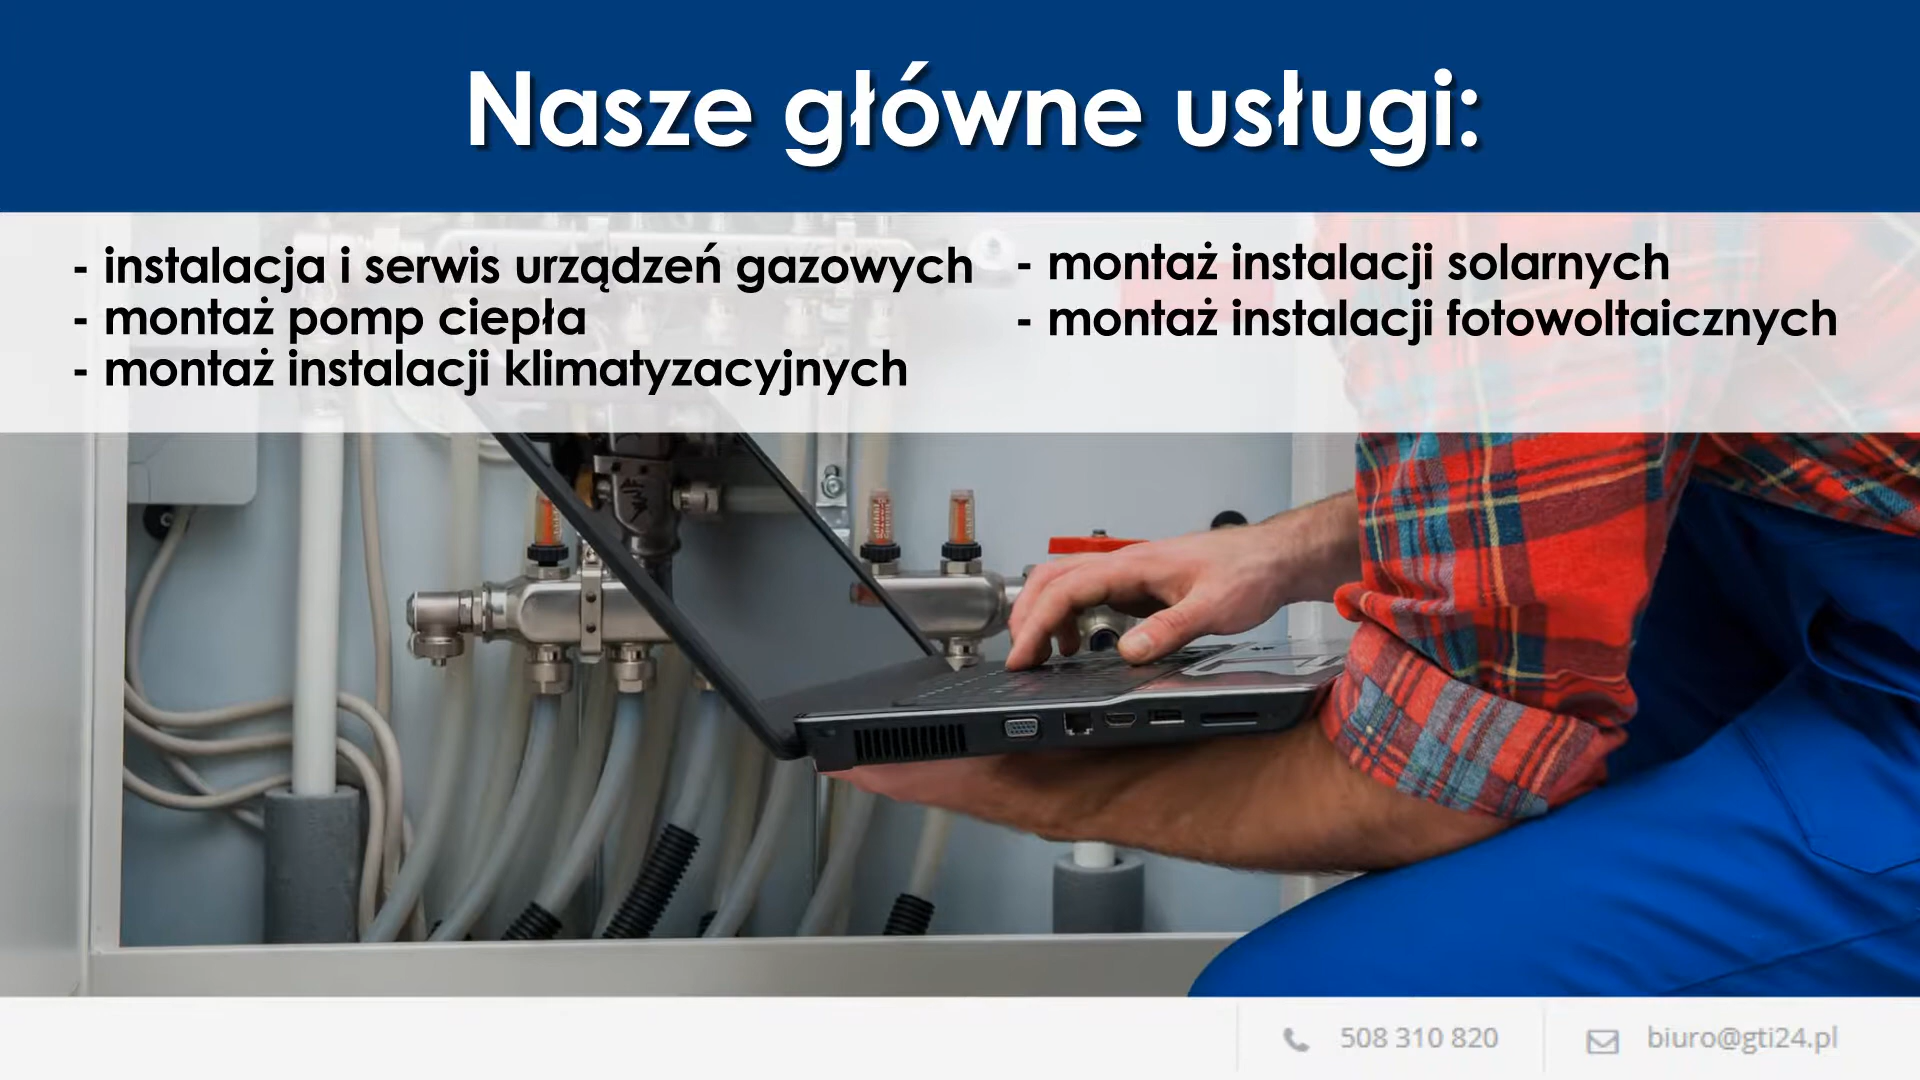 Nasze główne usługi:
- instalacja i serwis urządzeń gazowych
- montaż pomp ciepła
- montaż instalacji klimatyzacyjnych
- montaż instalacji solarnych
- montaż instalacji fotowoltaicznych
508 310 820
biuro@gti24.pl